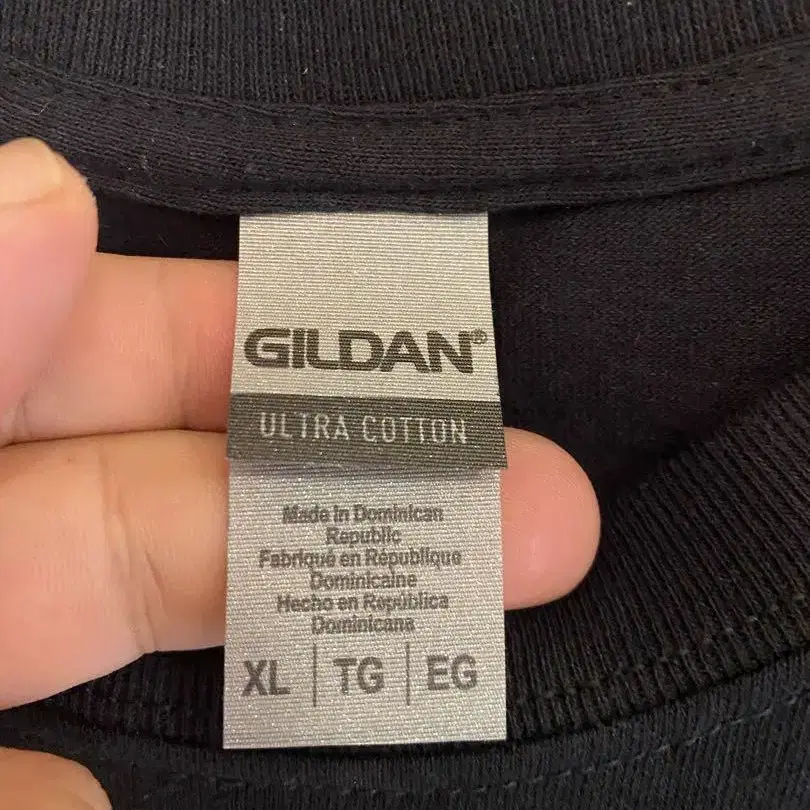 GILDAN®
ULTRA COTTON
Made in Dominican
Republic
Fabriqué en République
Dominicaine
Hecho en República
Dominicana
XL | TG | EG